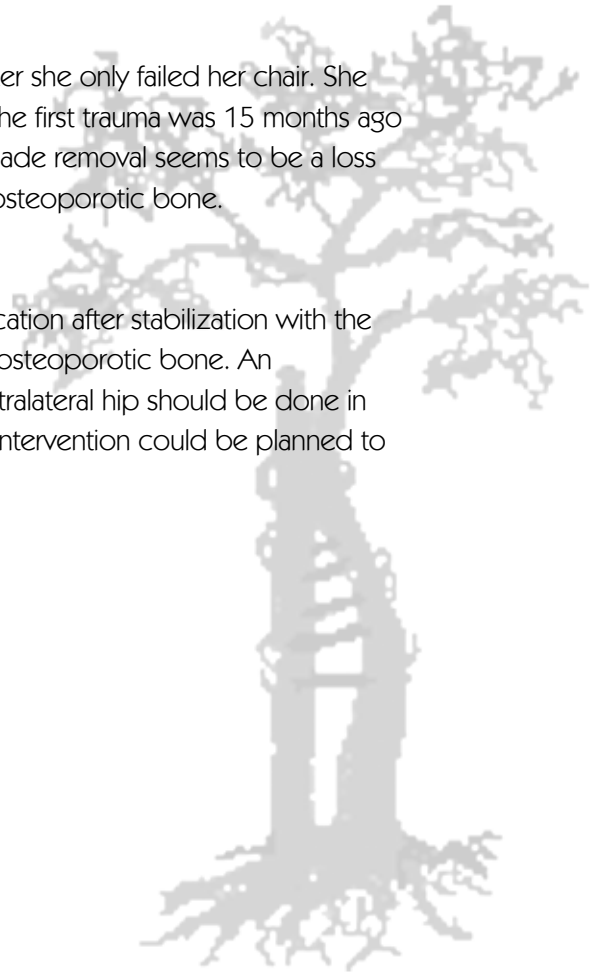 er she only failed her chair. She
he first trauma was 15 months ago
ade removal seems to be a loss
osteoporotic bone.
cation after stabilization with the
osteoporotic bone. An
tralateral hip should be done in
intervention could be planned to